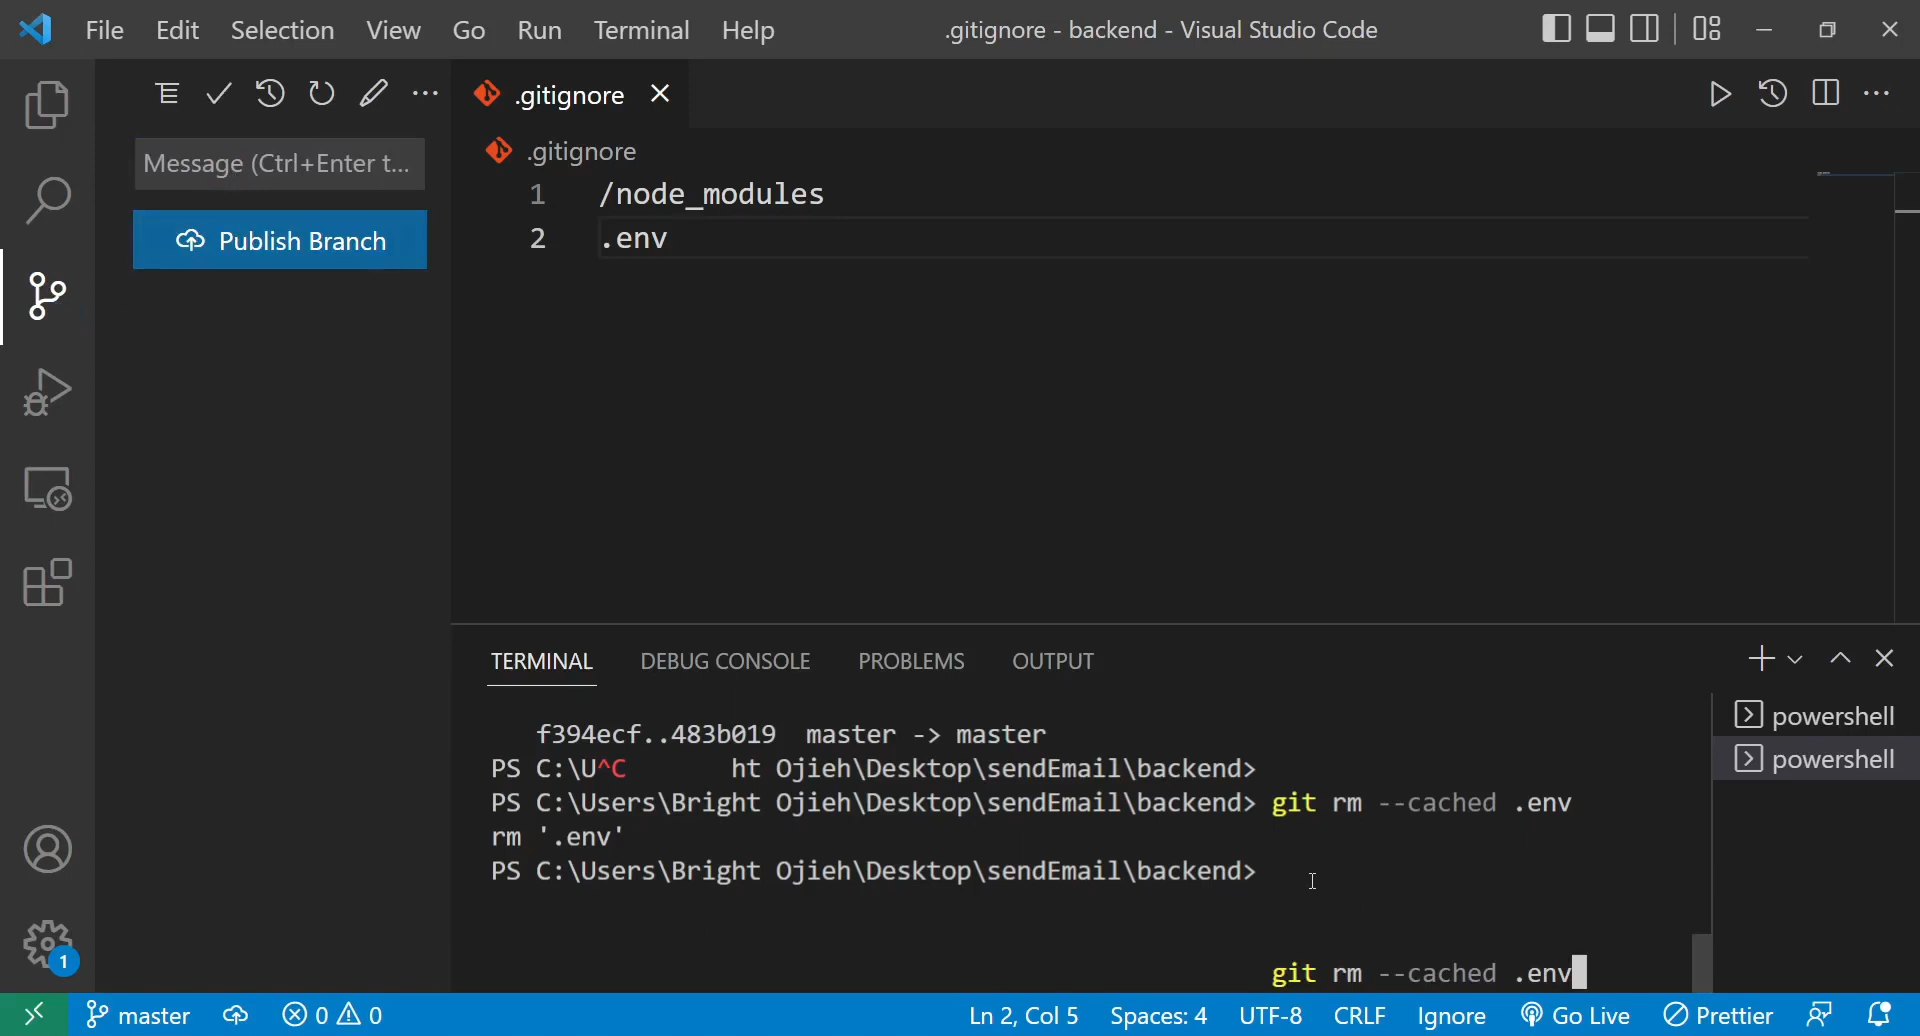 File Edit Selection View Go Run Terminal Help .gitignore - backend - Visual Studio Code
.gitignore
Message (Ctrl+Enter t...
.gitignore
1 /node_modules
Publish Branch
2 .env
TERMINAL DEBUG CONSOLE PROBLEMS OUTPUT
powershell
powershell
f394ecf..483b019 master -> master
PS C:\U^C ht Ojieh\Desktop\sendEmail\backend>
PS C:\Users\Bright Ojieh\Desktop\sendEmail\backend> git rm --cached .env
rm '.env'
PS C:\Users\Bright Ojieh\Desktop\sendEmail\backend>
git rm --cached .env
1
master 0 0 Ln 2, Col 5 Spaces: 4 UTF-8 CRLF Ignore Go Live Prettier